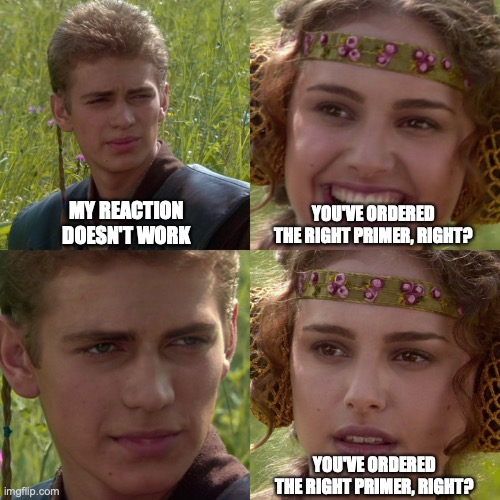 MY REACTION
DOESN'T WORK
YOU'VE ORDERED
THE RIGHT PRIMER, RIGHT?
YOU'VE ORDERED
THE RIGHT PRIMER, RIGHT?
imgflip.com